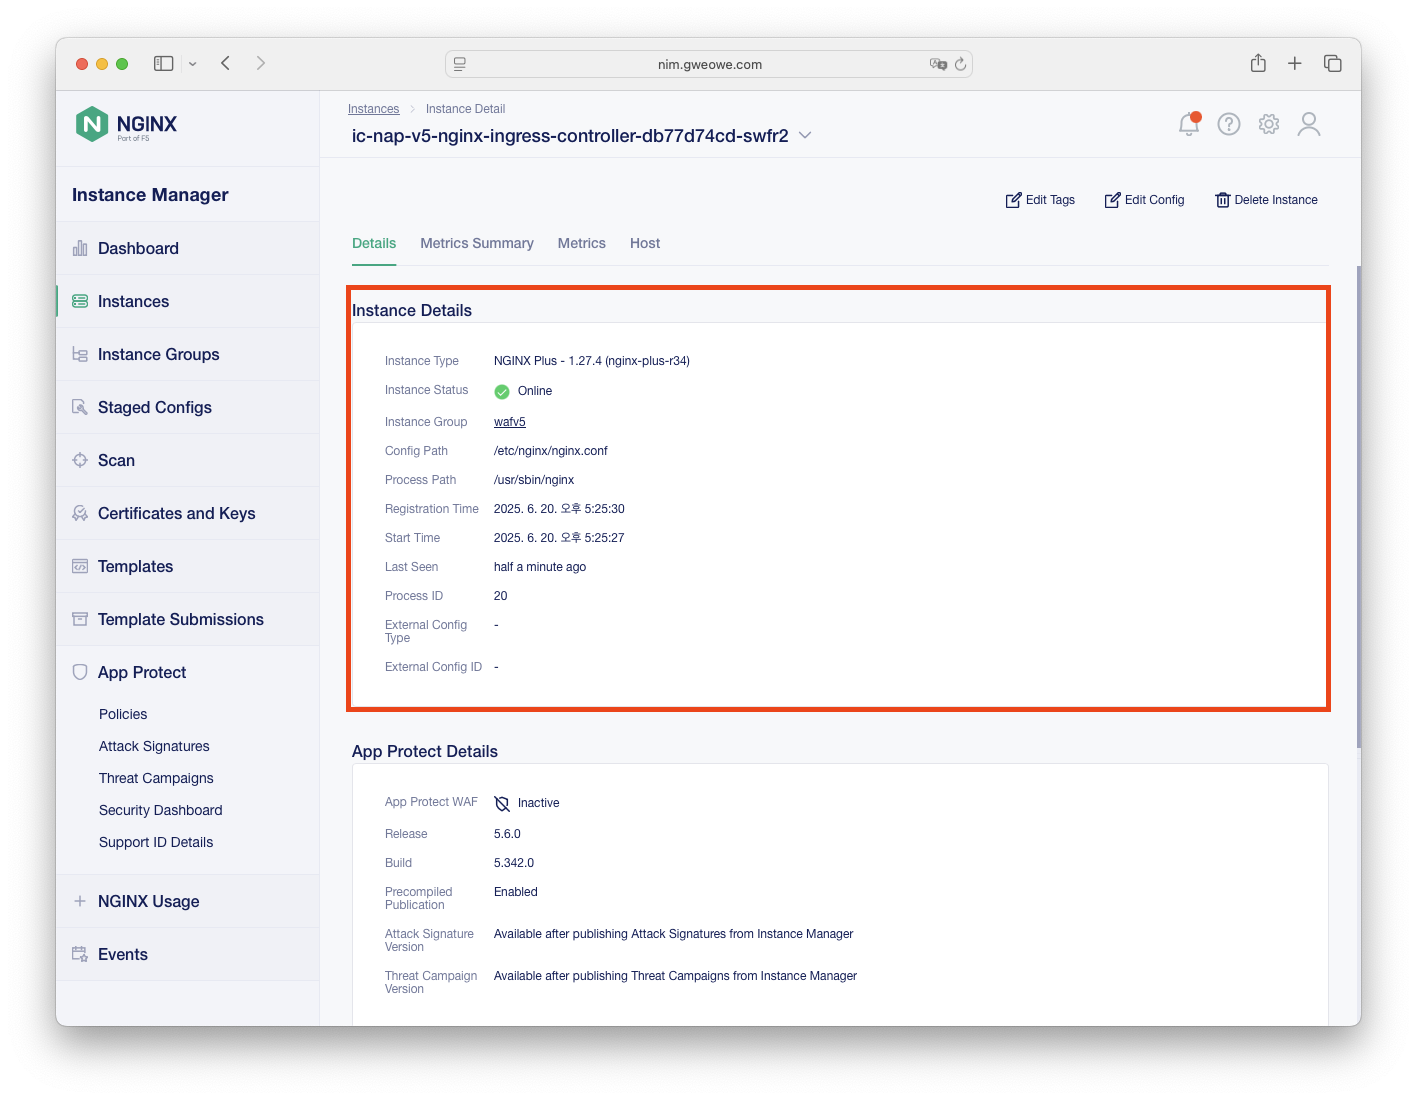 nim.gweowe.com
NGINX
Part of F5
Instances
Instance Detail
ic-nap-v5-nginx-ingress-controller-db77d74cd-swfr2
Instance Manager
Dashboard
Instances
Instance Groups
Staged Configs
Scan
Certificates and Keys
Templates
Template Submissions
App Protect
Policies
Attack Signatures
Threat Campaigns
Security Dashboard
Support ID Details
NGINX Usage
Events
Edit Tags
Edit Config
Delete Instance
Details
Metrics Summary
Metrics
Host
Instance Details
Instance Type NGINX Plus - 1.27.4 (nginx-plus-r34)
Instance Status Online
Instance Group wafv5
Config Path /etc/nginx/nginx.conf
Process Path /usr/sbin/nginx
Registration Time 2025. 6. 20. 오후 5:25:30
Start Time 2025. 6. 20. 오후 5:25:27
Last Seen half a minute ago
Process ID 20
External Config
Type -
External Config ID -
App Protect Details
App Protect WAF Inactive
Release 5.6.0
Build 5.342.0
Precompiled Enabled
Publication
Attack Signature Available after publishing Attack Signatures from Instance Manager
Version
Threat Campaign Available after publishing Threat Campaigns from Instance Manager
Version